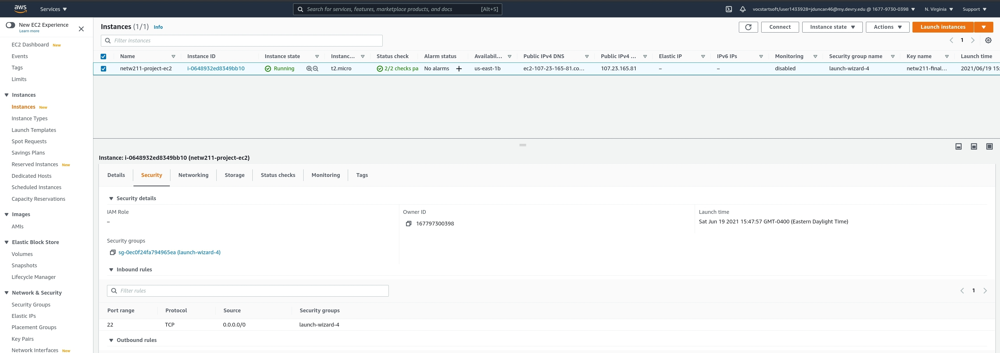 aws Services Search for services, features, marketplace products, and docs [Alt+S] vocstartsoft/user1433928=jduncan46@my.devry.edu @ 1677-9730-0398 N. Virginia Support
New EC2 Experience
Learn more
EC2 Dashboard New
Events
Tags
Limits
Instances
Instances New
Instance Types
Launch Templates
Spot Requests
Savings Plans
Reserved Instances New
Dedicated Hosts
Scheduled Instances
Capacity Reservations
Images
AMIs
Elastic Block Store
Volumes
Snapshots
Lifecycle Manager
Network & Security
Security Groups
Elastic IPs
Placement Groups
Key Pairs
Network Interfaces New
Instances (1/1) Info Connect Instance state Actions Launch instances
Filter instances 1
Name Instance ID Instance state Instanc... Status check Alarm status Availabil... Public IPv4 DNS Public IPv4 ... Elastic IP IPv6 IPs Monitoring Security group name Key name Launch time
netw211-project-ec2 i-0648932ed8349bb10 Running t2.micro 2/2 checks pa No alarms + us-east-1b ec2-107-23-165-81.co... 107.23.165.81 – – disabled launch-wizard-4 netw211-final... 2021/06/19 15:
Instance: i-0648932ed8349bb10 (netw211-project-ec2)
Details Security Networking Storage Status checks Monitoring Tags
Security details
IAM Role Owner ID Launch time
– 167797300398 Sat Jun 19 2021 15:47:57 GMT-0400 (Eastern Daylight Time)
Security groups
sg-0ec0f24fa794965ea (launch-wizard-4)
Inbound rules
Filter rules 1
Port range Protocol Source Security groups
22 TCP 0.0.0.0/0 launch-wizard-4
Outbound rules